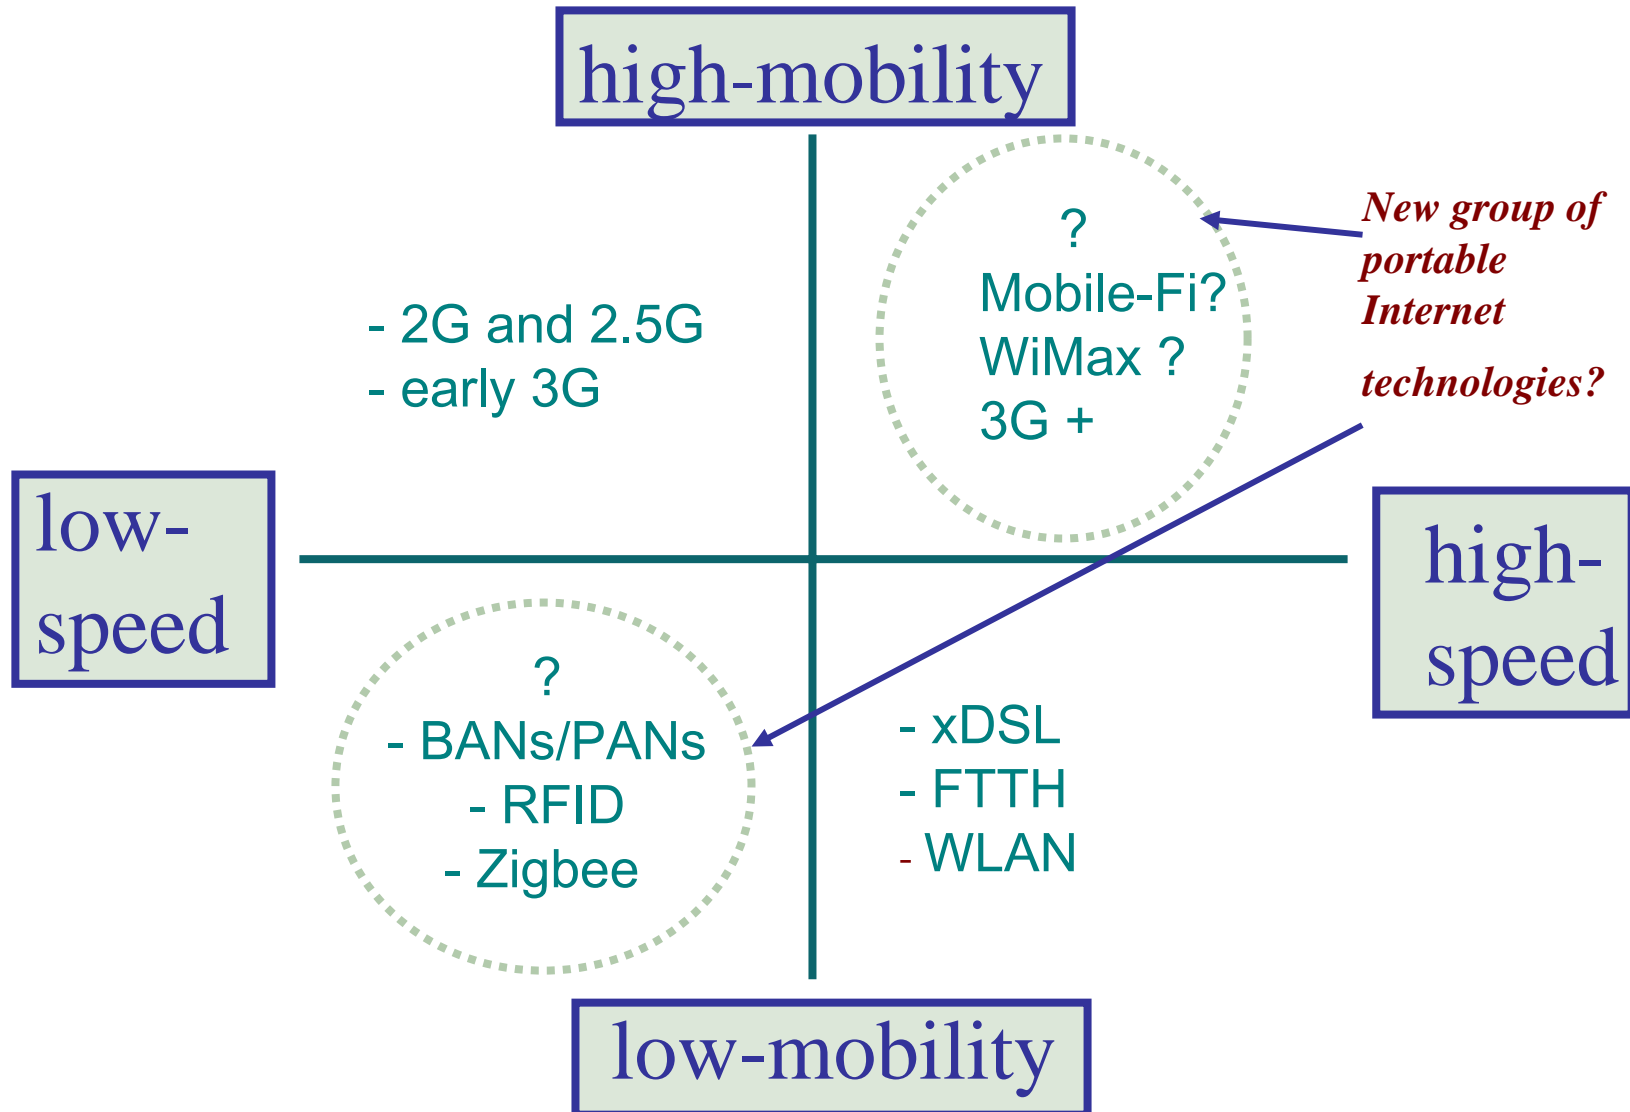 high-mobility
?
Mobile-Fi?
WiMax ?
3G +
New group of
portable
Internet
technologies?
- 2G and 2.5G
- early 3G
low-
speed
high-
speed
?
- BANs/PANs
- RFID
- Zigbee
- xDSL
- FTTH
- WLAN
low-mobility